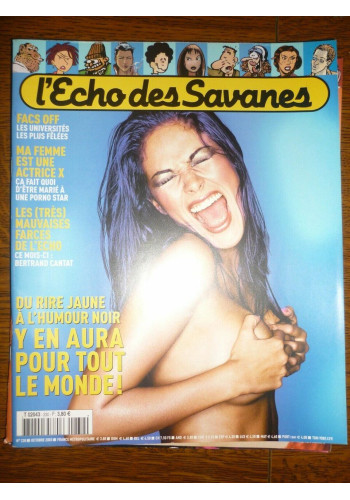 l'Echo des Savanes
FACS OFF
LES UNIVERSITÉS
LES PLUS FÊLÉES
MA FEMME
EST UNE
ACTRICE X
ÇA FAIT QUOI
D'ÊTRE MARIÉ À
UNE PORNO STAR
LES (TRÈS)
MAUVAISES
FARCES
DE L'ÉCHO
CE MOIS-CI :
BERTRAND CANTAT
DU RIRE JAUNE
À L'HUMOUR NOIR
Y EN AURA
POUR TOUT
LE MONDE !